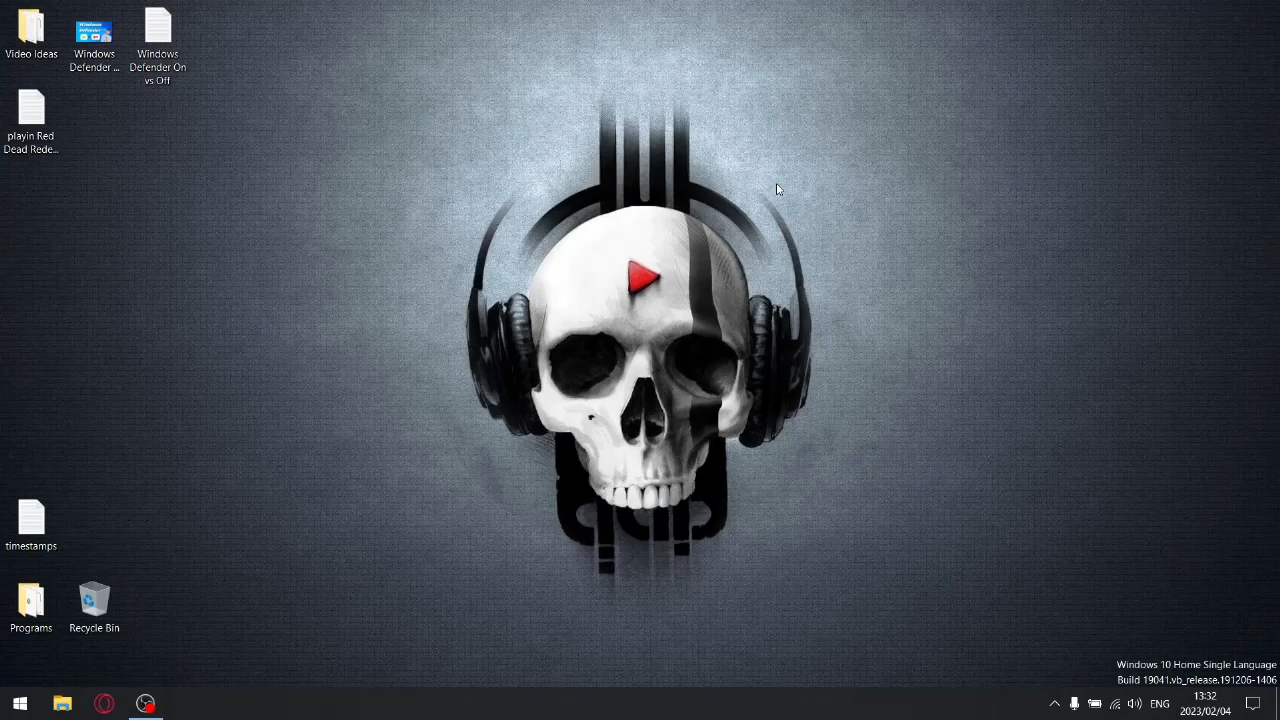 Video Ideas
Windows
Defender ...
Windows
Defender On
vs Off
playin Red
Dead Rede...
timestamps
Programs
Recycle Bin
Windows 10 Home Single Language
Build 19041.vb_release.191206-1406
ENG
13:32
2023/02/04